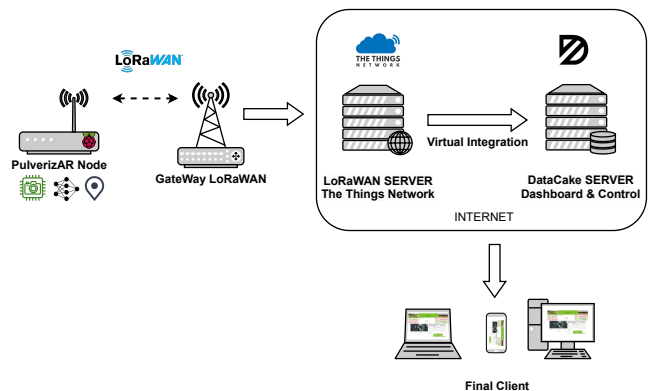 LoRaWAN
THE THINGS
NETWORK
PulverizAR Node
GateWay LoRaWAN
Virtual Integration
LoRaWAN SERVER
The Things Network
DataCake SERVER
Dashboard & Control
INTERNET
Final Client